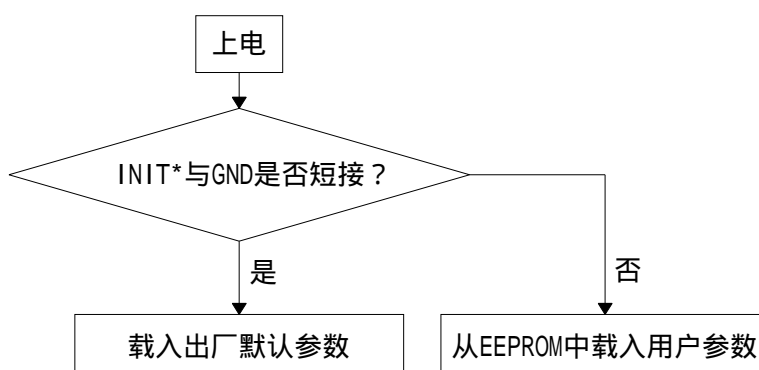 上电
INIT*与GND是否短接？
是
否
载入出厂默认参数
从EEPROM中载入用户参数